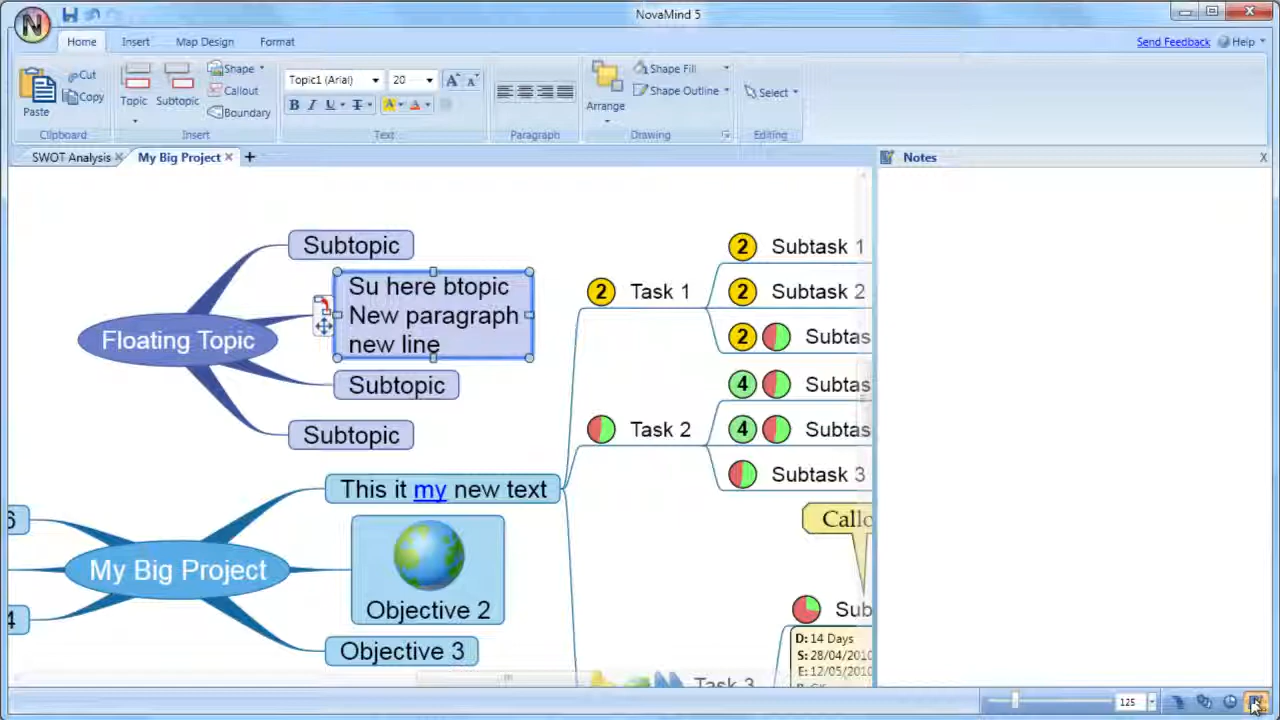 NovaMind 5
Home Insert Map Design Format
Send Feedback Help
Paste
Cut
Copy
Clipboard
Topic
Subtopic
Shape
Callout
Boundary
Insert
Topic1 (Arial) 20
B I U T A A
Text
Paragraph
Arrange
Shape Fill
Shape Outline
Drawing
Select
Editing
SWOT Analysis
My Big Project
Notes
Floating Topic
Subtopic
Su here btopic
New paragraph
new line
Subtopic
Subtopic
2 Task 1
2 Subtask 1
2 Subtask 2
2 Subtas
Task 2
4 Subtas
4 Subtas
Subtask 3
My Big Project
This it my new text
Objective 2
Objective 3
6
4
Callo
Sub
D: 14 Days
S: 28/04/2010
E: 12/05/2010
Task 3
125